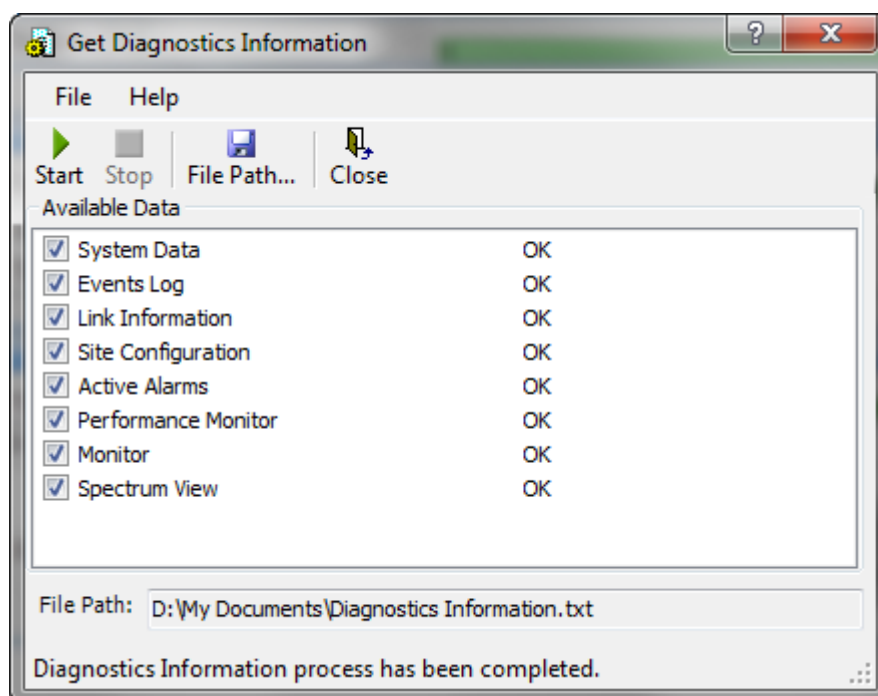 Get Diagnostics Information
File Help
Start Stop File Path... Close
Available Data
System Data OK
Events Log OK
Link Information OK
Site Configuration OK
Active Alarms OK
Performance Monitor OK
Monitor OK
Spectrum View OK
File Path: D:\My Documents\Diagnostics Information.txt
Diagnostics Information process has been completed.